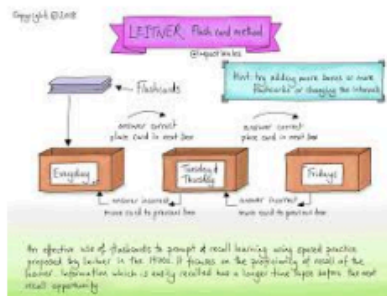 Copyright ©2018
LEITNER Flash card method
@impactwales
Hint: try adding more boxes or more
flashcards or changing the intervals
Flashcards
answer correct
place card in next box
answer correct
place card in next box
Everyday
Tuesday &
Thursday
Fridays
answer incorrect
move card to previous box
answer incorrect
move card to previous box
An effective use of flashcards to prompt & recall learning using spaced practice
proposed by Leitner in the 1970s. It focuses on the proficiency of recall of the
learner. Information which is easily recalled has a longer time lapse before the next
recall opportunity